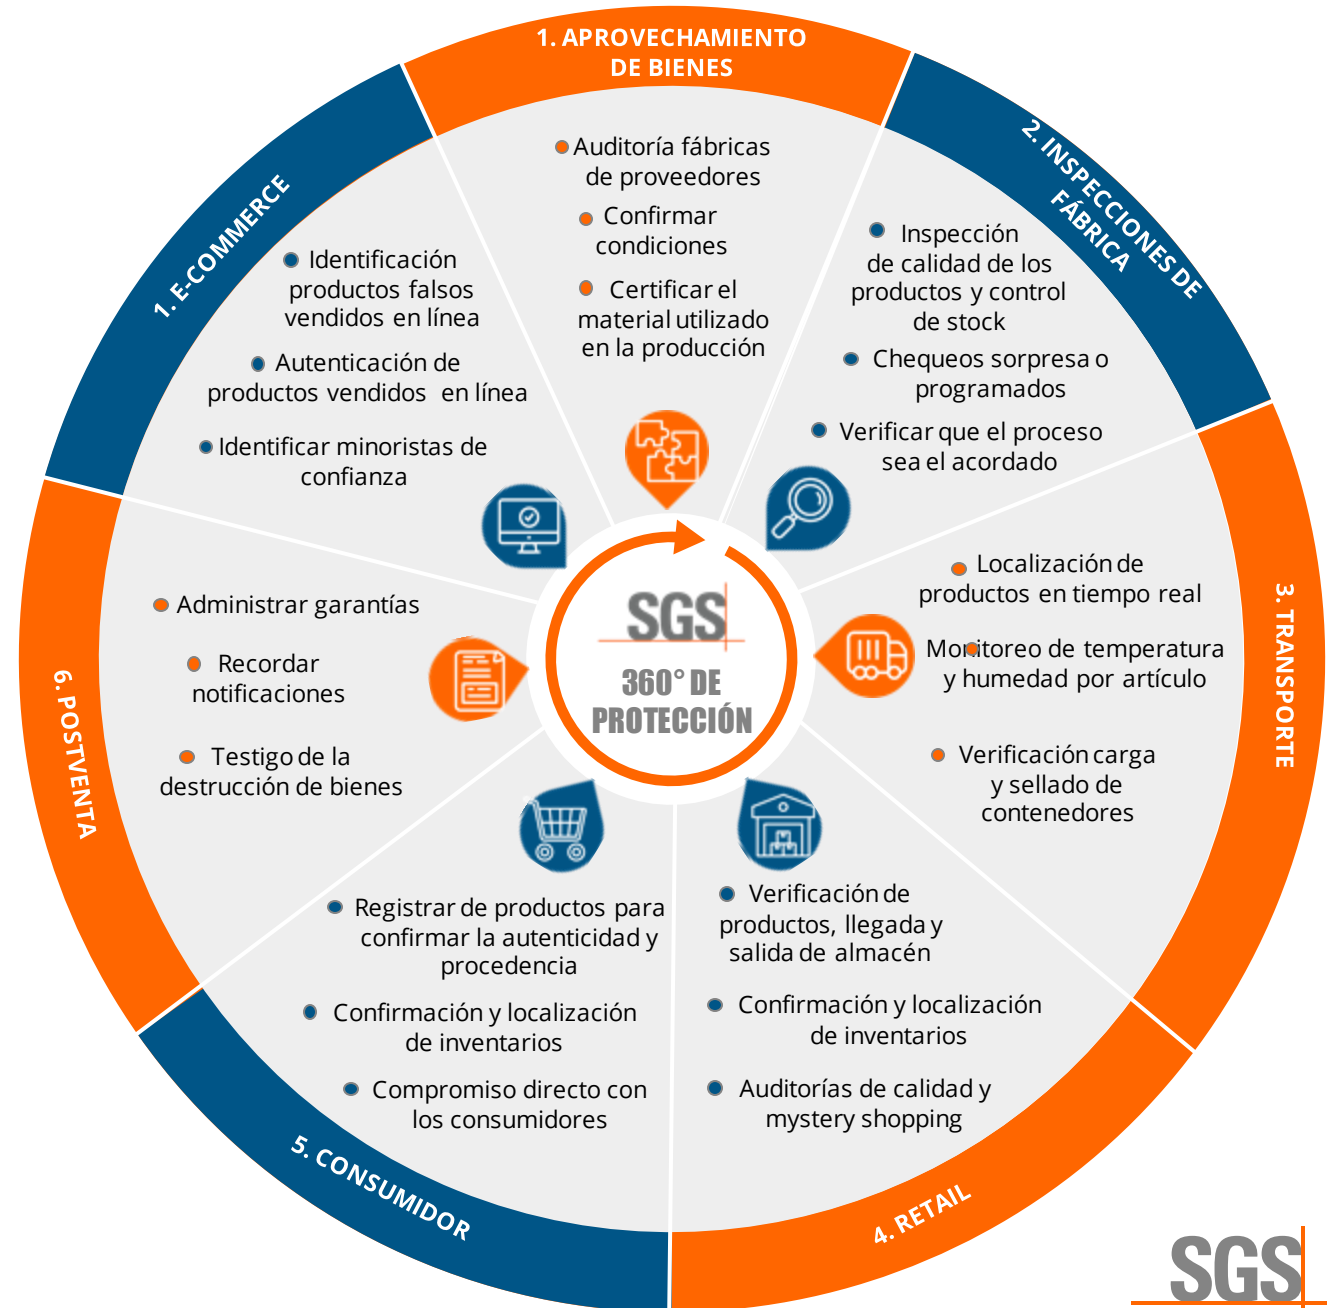 1. APROVECHAMIENTO
DE BIENES
Auditoría fábricas
de proveedores
Confirmar
condiciones
Certificar el
material utilizado
en la producción
2. INSPECCIONES DE
FÁBRICA
Inspección
de calidad de los
productos y control
de stock
Chequeos sorpresa o
programados
Verificar que el proceso
sea el acordado
3. TRANSPORTE
Localización de
productos en tiempo real
Monitoreo de temperatura
y humedad por artículo
Verificación carga
y sellado de
contenedores
4. RETAIL
Verificación de
productos, llegada y
salida de almacén
Confirmación y localización
de inventarios
Auditorías de calidad y
mystery shopping
5. CONSUMIDOR
Registrar de productos para
confirmar la autenticidad y
procedencia
Confirmación y localización
de inventarios
Compromiso directo con
los consumidores
6. POSTVENTA
Administrar garantías
Recordar
notificaciones
Testigo de la
destrucción de bienes
1. E-COMMERCE
Identificación
productos falsos
vendidos en línea
Autenticación de
productos vendidos en línea
Identificar minoristas de
confianza
SGS
360° DE
PROTECCIÓN
SGS